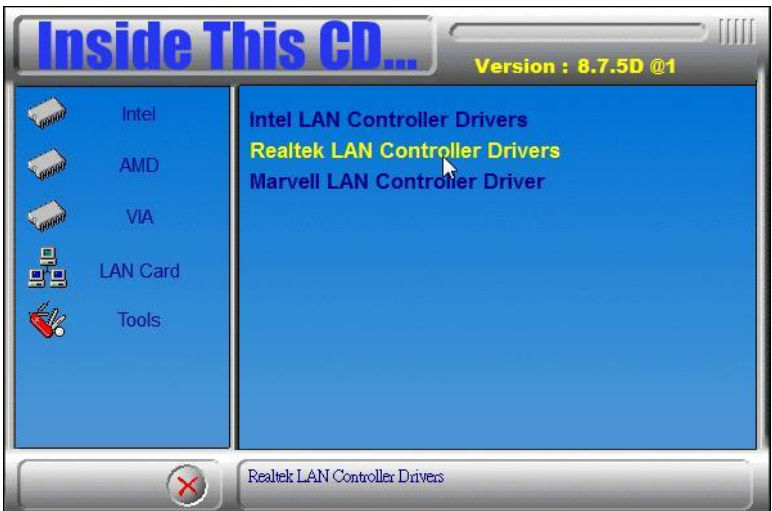 Inside This CD...
Version : 8.7.5D @1
Intel
AMD
VIA
LAN Card
Tools
Intel LAN Controller Drivers
Realtek LAN Controller Drivers
Marvell LAN Controller Driver
Realtek LAN Controller Drivers